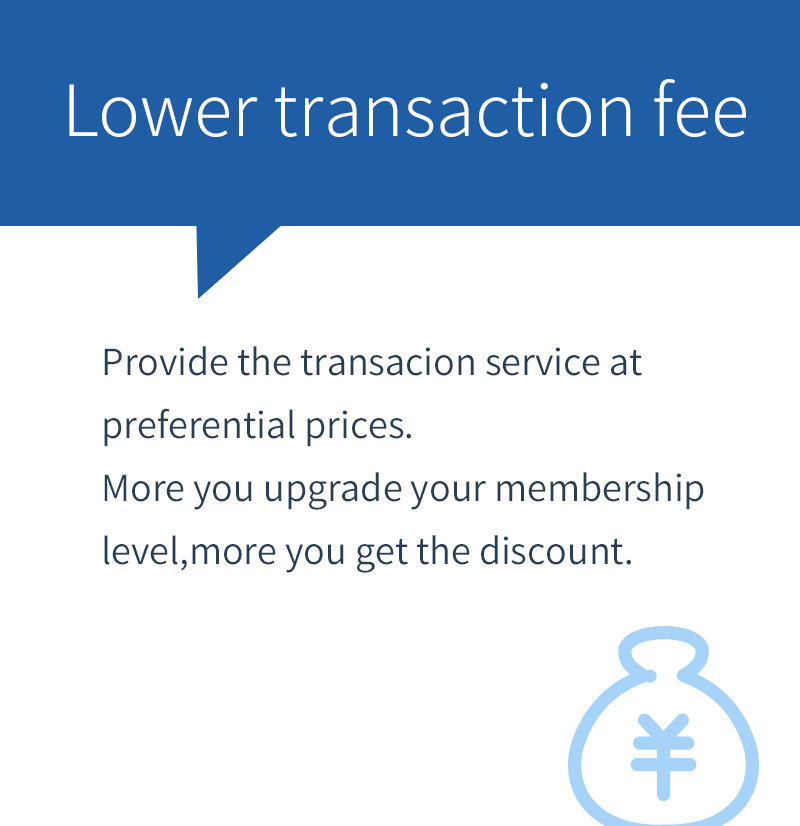 Lower transaction fee
Provide the transacion service at
preferential prices.
More you upgrade your membership
level,more you get the discount.
¥